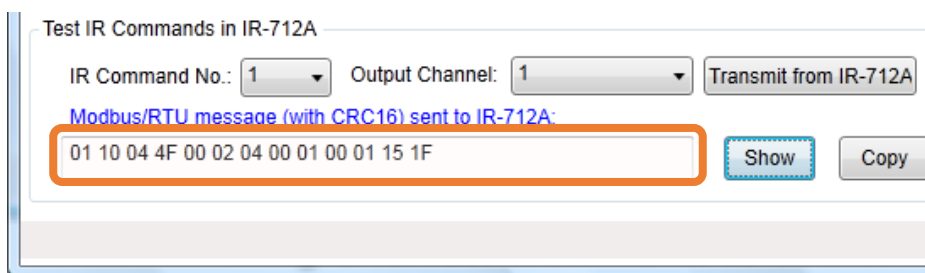 Test IR Commands in IR-712A
IR Command No.: 1 Output Channel: 1 Transmit from IR-712A
Modbus/RTU message (with CRC16) sent to IR-712A:
01 10 04 4F 00 02 04 00 01 00 01 15 1F Show Copy